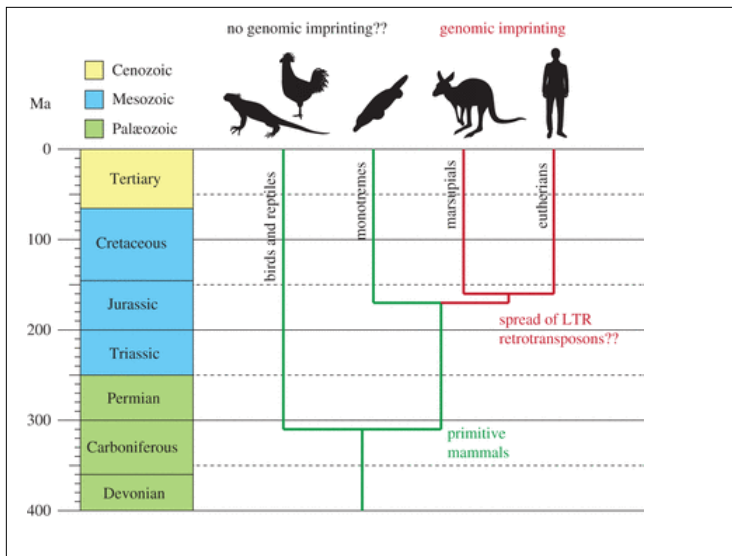 no genomic imprinting??
genomic imprinting
Cenozoic
Mesozoic
Palæozoic
Ma
0
100
200
300
400
Tertiary
Cretaceous
Jurassic
Triassic
Permian
Carboniferous
Devonian
birds and reptiles
monotremes
marsupials
eutherians
spread of LTR
retrotransposons??
primitive
mammals